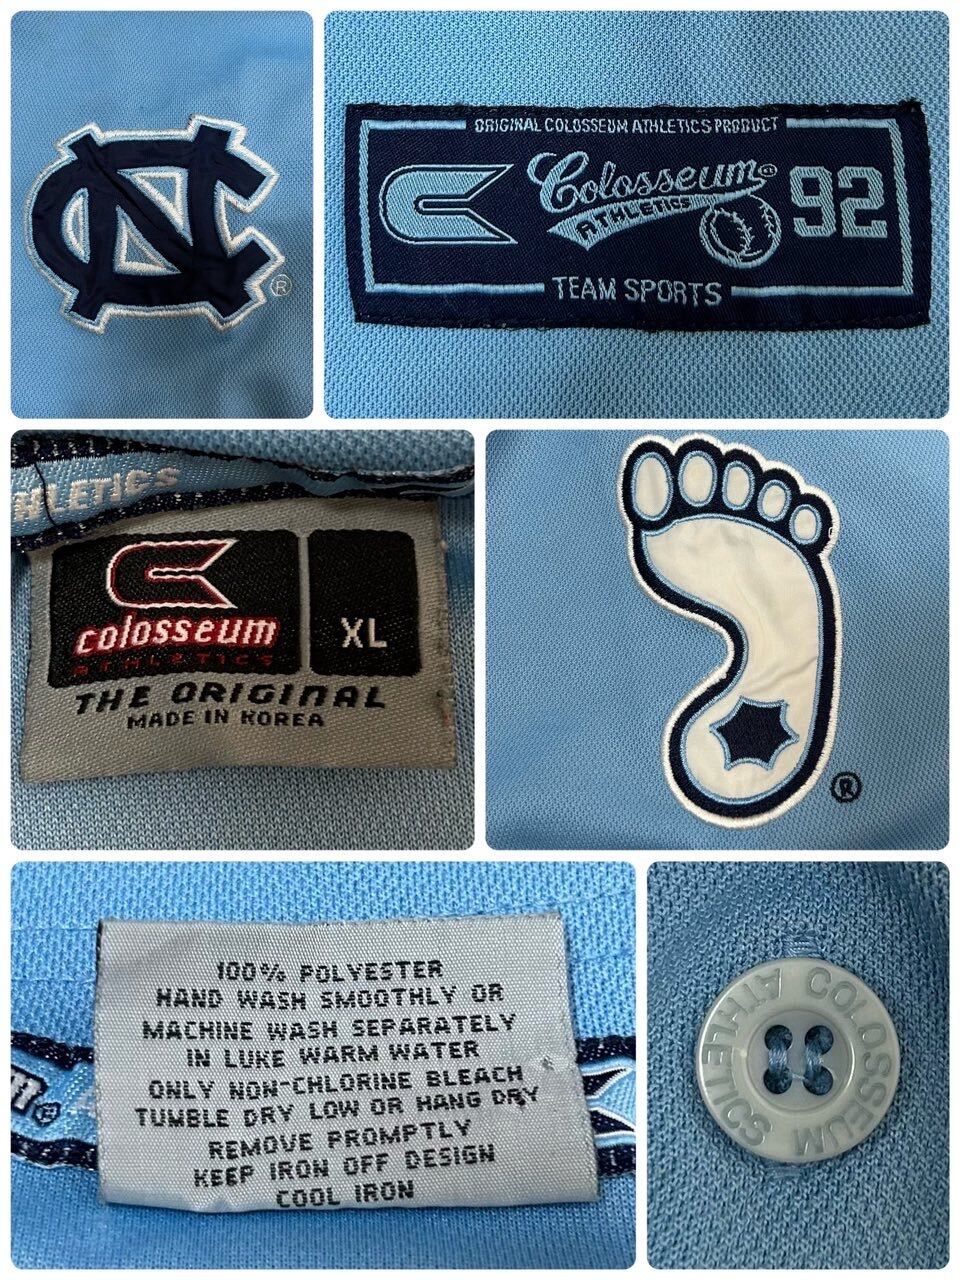 NC
®
ORIGINAL COLOSSEUM ATHLETICS PRODUCT
C Colosseum® 92
ATHLETICS
TEAM SPORTS
HLETICS
C
colosseum XL
ATHLETICS
THE ORIGINAL
MADE IN KOREA
®
100% POLYESTER
HAND WASH SMOOTHLY OR
MACHINE WASH SEPARATELY
IN LUKE WARM WATER
ONLY NON-CHLORINE BLEACH
TUMBLE DRY LOW OR HANG DRY
REMOVE PROMPTLY
KEEP IRON OFF DESIGN
COOL IRON
m®
COLOSSEUM
ATHLETICS